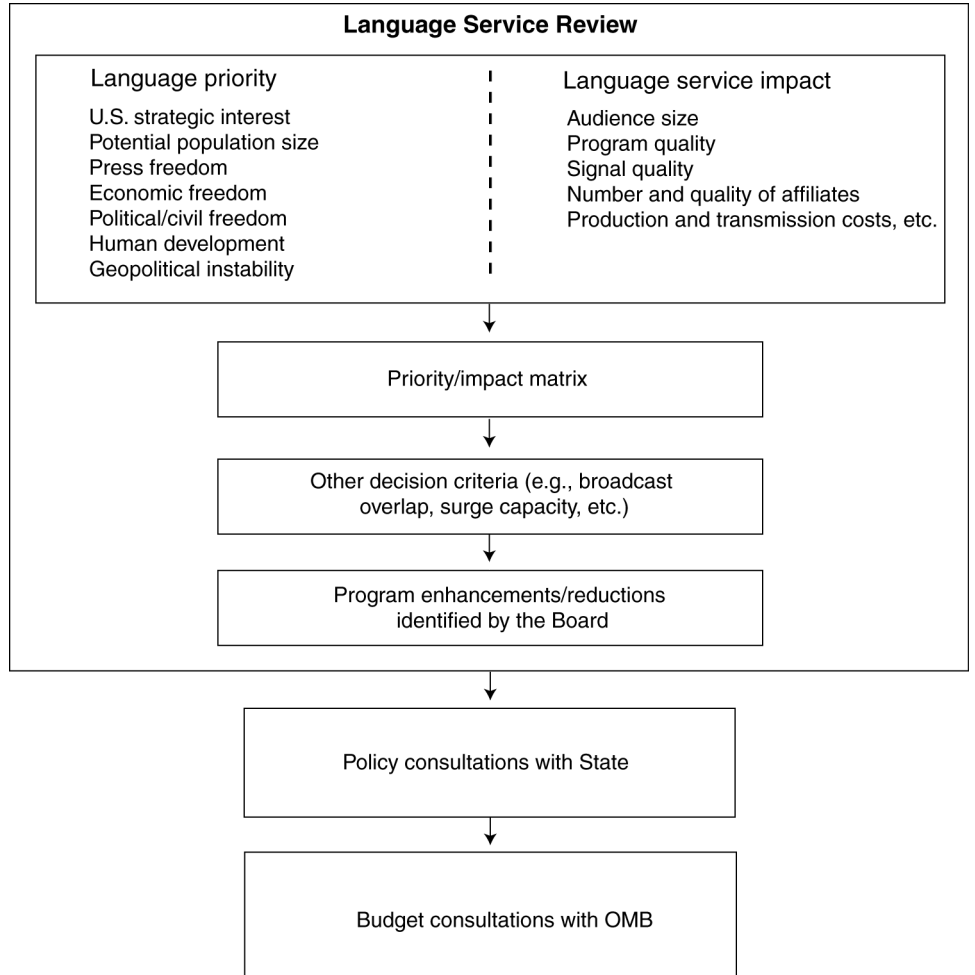 Language Service Review
Language priority
U.S. strategic interest
Potential population size
Press freedom
Economic freedom
Political/civil freedom
Human development
Geopolitical instability
Language service impact
Audience size
Program quality
Signal quality
Number and quality of affiliates
Production and transmission costs, etc.
Priority/impact matrix
Other decision criteria (e.g., broadcast
overlap, surge capacity, etc.)
Program enhancements/reductions
identified by the Board
Policy consultations with State
Budget consultations with OMB